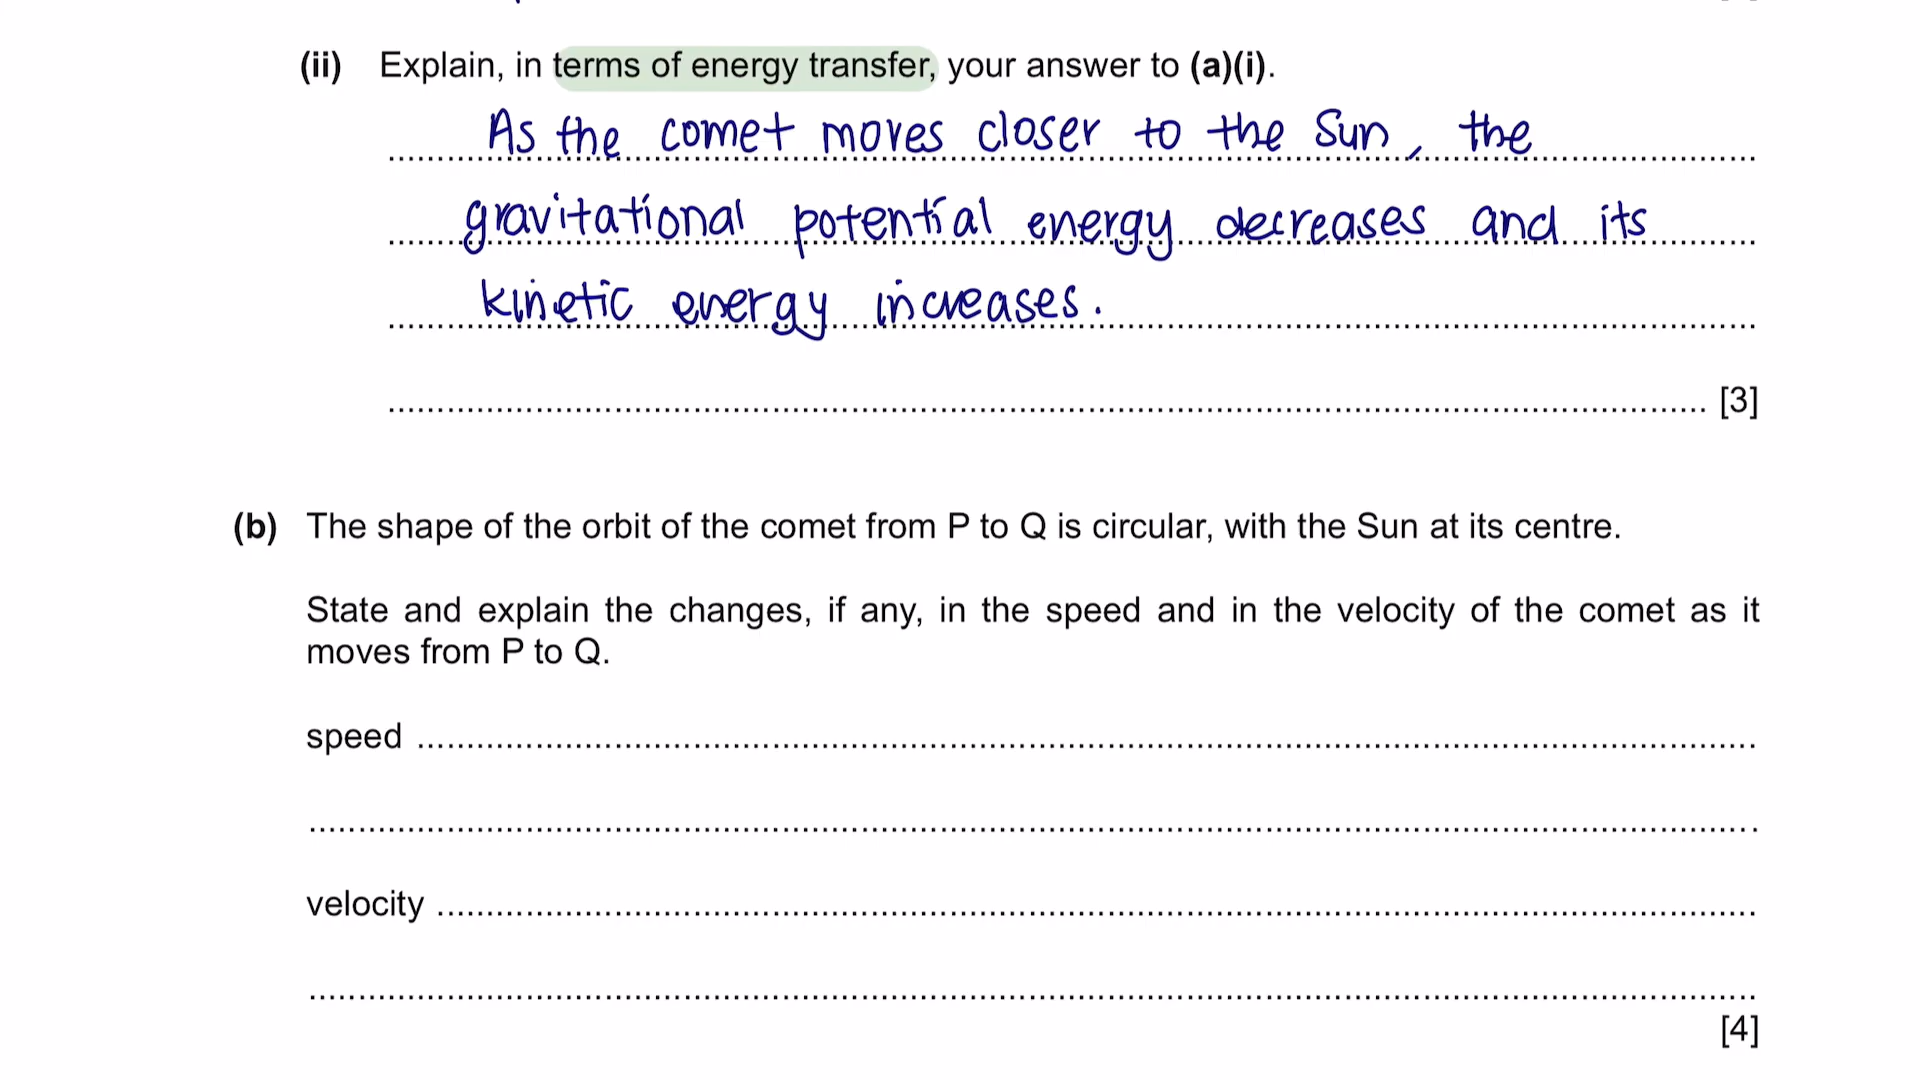 (ii) Explain, in terms of energy transfer, your answer to (a)(i).
As the comet moves closer to the Sun, the
gravitational potential energy decreases and its
kinetic energy increases.
[3]
(b) The shape of the orbit of the comet from P to Q is circular, with the Sun at its centre.
State and explain the changes, if any, in the speed and in the velocity of the comet as it
moves from P to Q.
speed
velocity
[4]